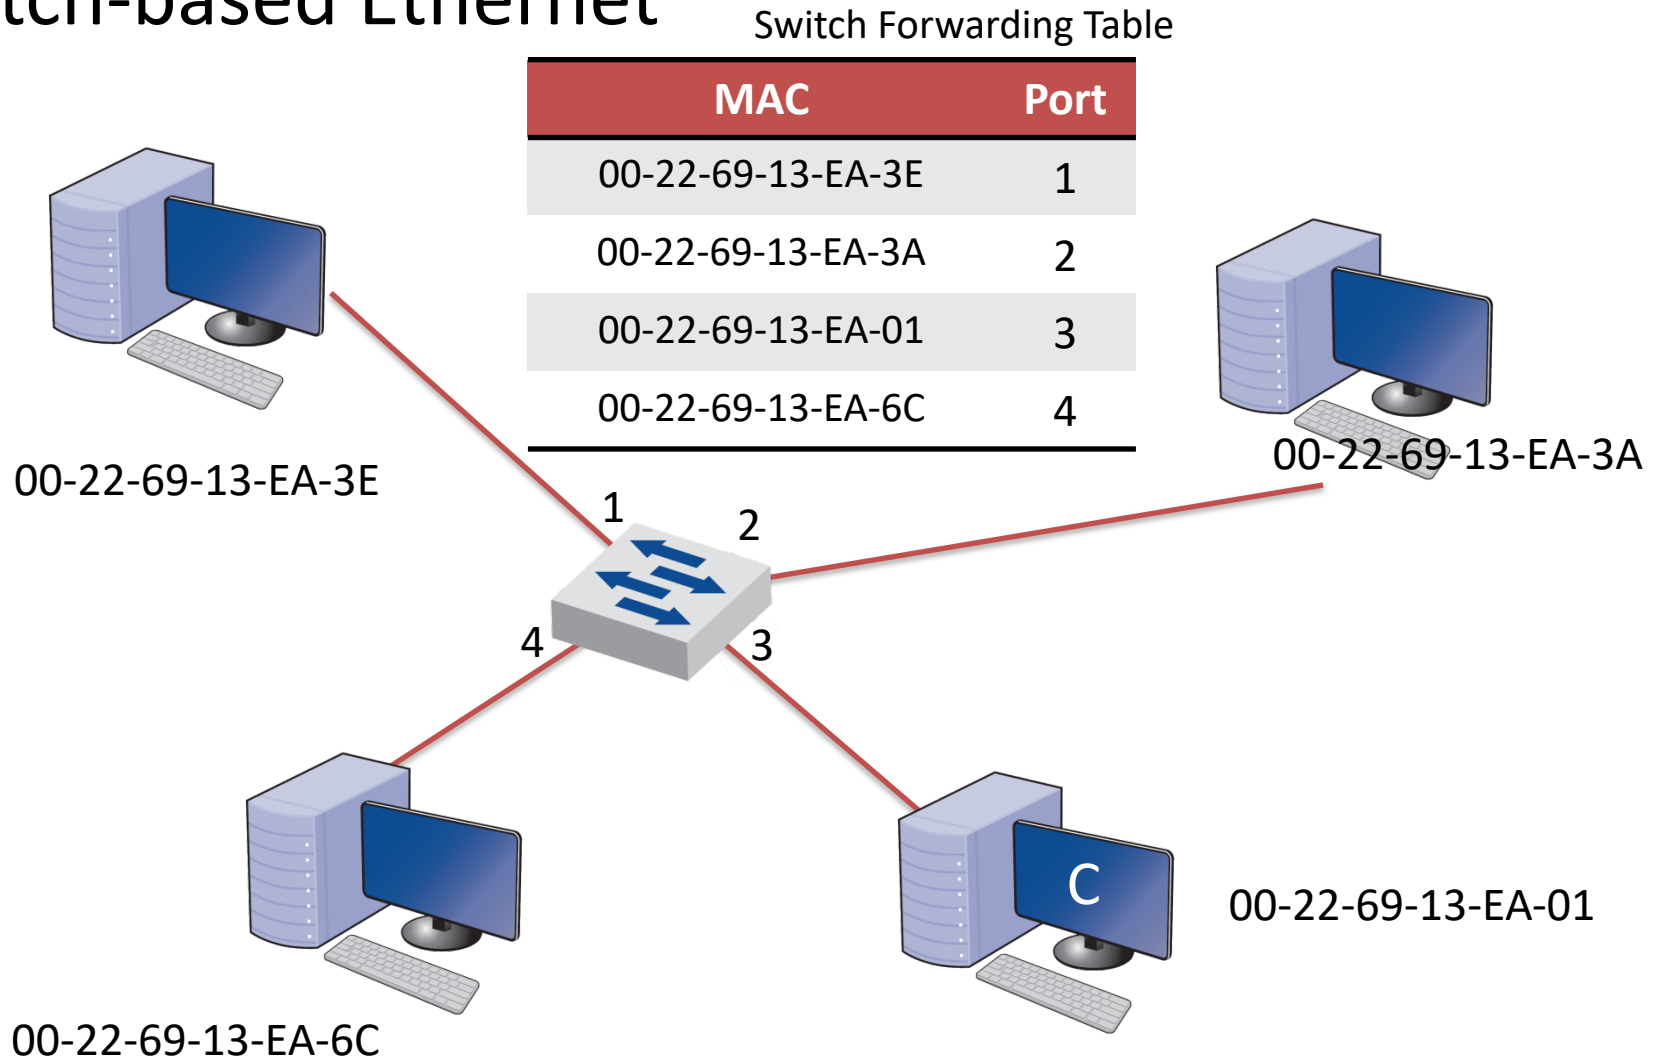 tch-based Ethernet
Switch Forwarding Table
MAC Port
00-22-69-13-EA-3E 1
00-22-69-13-EA-3A 2
00-22-69-13-EA-01 3
00-22-69-13-EA-6C 4
00-22-69-13-EA-3A
00-22-69-13-EA-3E
1
2
4
3
C
00-22-69-13-EA-01
00-22-69-13-EA-6C